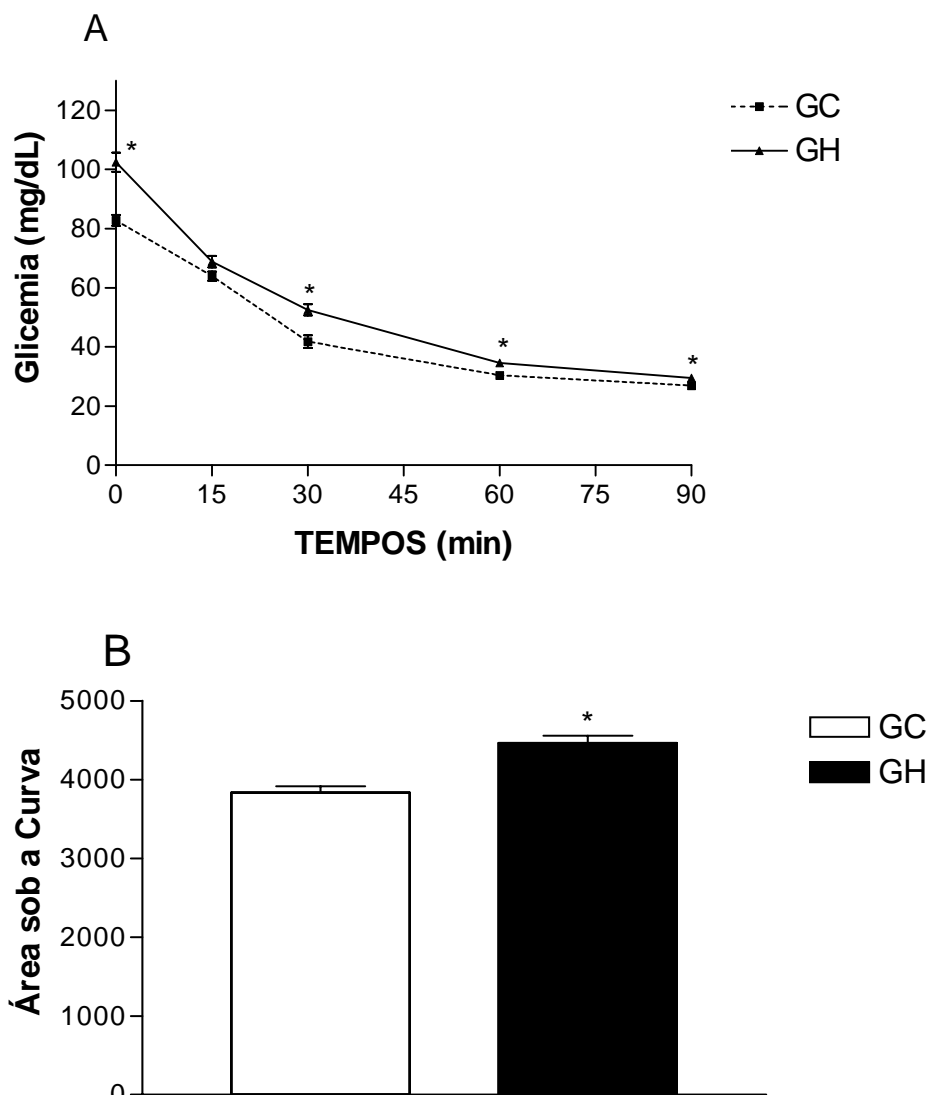 A
120
100
80
60
40
20
0
Glicemia (mg/dL)
*
*
*
*
0 15 30 45 60 75 90
TEMPOS (min)
GC
GH
B
5000
4000
3000
2000
1000
0
Área sob a Curva
*
GC
GH